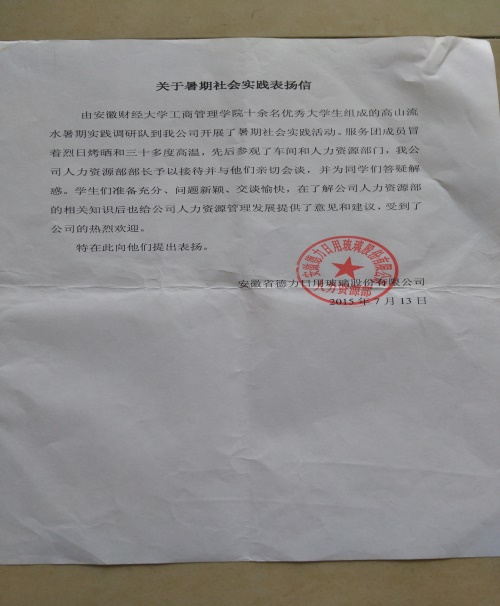 关于暑期社会实践表扬信
由安徽财经大学工商管理学院十余名优秀大学生组成的高山流
水暑期实践调研队到我公司开展了暑期社会实践活动。服务团成员冒
着烈日烤晒和三十多度高温，先后参观了车间和人力资源部门，我公
司人力资源部部长予以接待并与他们亲切会谈，并为同学们答疑解
惑。学生们准备充分、问题新颖、交谈愉快，在了解公司人力资源部
的相关知识后也给公司人力资源管理发展提供了意见和建议，受到了
公司的热烈欢迎。
特在此向他们提出表扬。
安徽德力日用玻璃股份有限公司
人力资源部
安徽省德力日用玻璃股份有限公司
2015 年 7 月 13 日